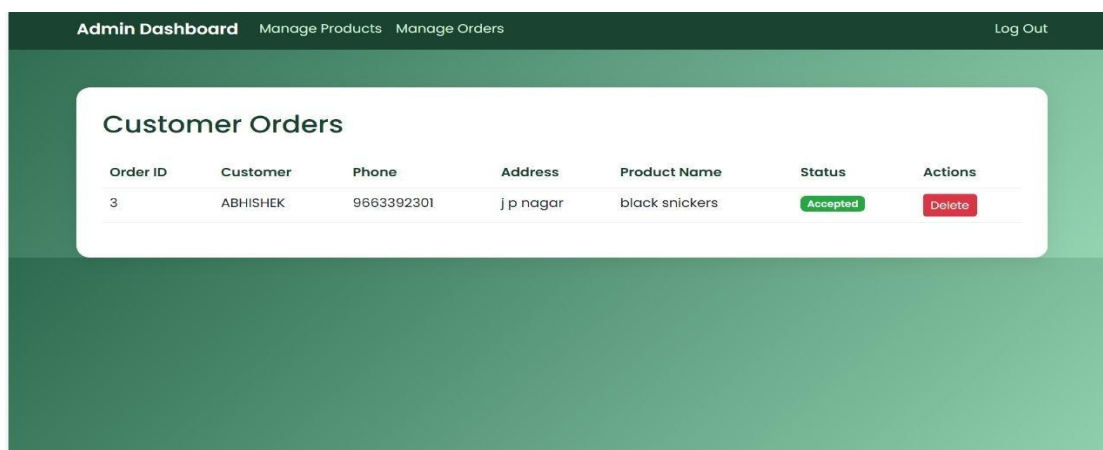 Admin Dashboard Manage Products Manage Orders Log Out
Customer Orders
Order ID Customer Phone Address Product Name Status Actions
3 ABHISHEK 9663392301 j p nagar black snickers Accepted Delete